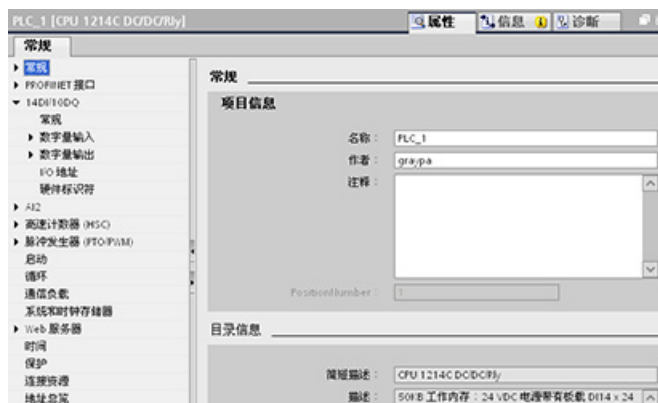 PLC_1 [CPU 1214C DC/DC/Rly]
属性
信息
诊断
常规
常规
PROFINET 接口
14DI/10DQ
常规
数字量输入
数字量输出
I/O 地址
硬件标识符
AI2
高速计数器 (HSC)
脉冲发生器 (PTO/PWM)
启动
循环
通信负载
系统和时钟存储器
Web 服务器
时间
保护
连接资源
地址总览
常规
项目信息
名称： PLC_1
作者： graypa
注释：
PositionNumber： 1
目录信息
简短描述： CPU 1214C DC/DC/Rly
描述： 50KB 工作内存；24 VDC 电源带有板载 DI14 x 24